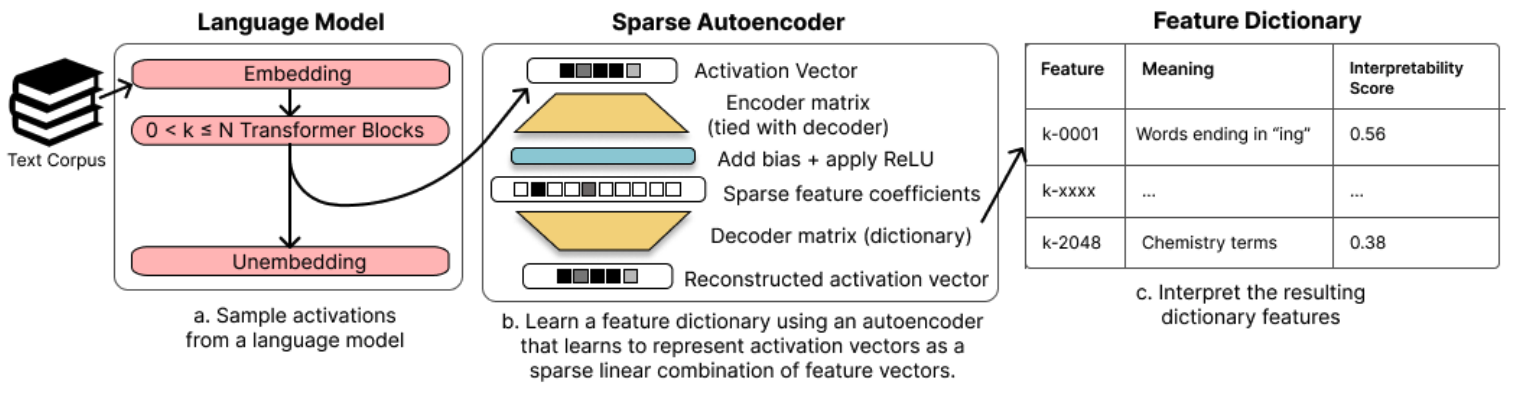 Language Model
Text Corpus
Embedding
0 < k ≤ N Transformer Blocks
Unembedding
a. Sample activations
from a language model
Sparse Autoencoder
Activation Vector
Encoder matrix
(tied with decoder)
Add bias + apply ReLU
Sparse feature coefficients
Decoder matrix (dictionary)
Reconstructed activation vector
b. Learn a feature dictionary using an autoencoder
that learns to represent activation vectors as a
sparse linear combination of feature vectors.
Feature Dictionary
Feature Meaning Interpretability
Score
k-0001 Words ending in “ing” 0.56
k-xxxx ... ...
k-2048 Chemistry terms 0.38
c. Interpret the resulting
dictionary features